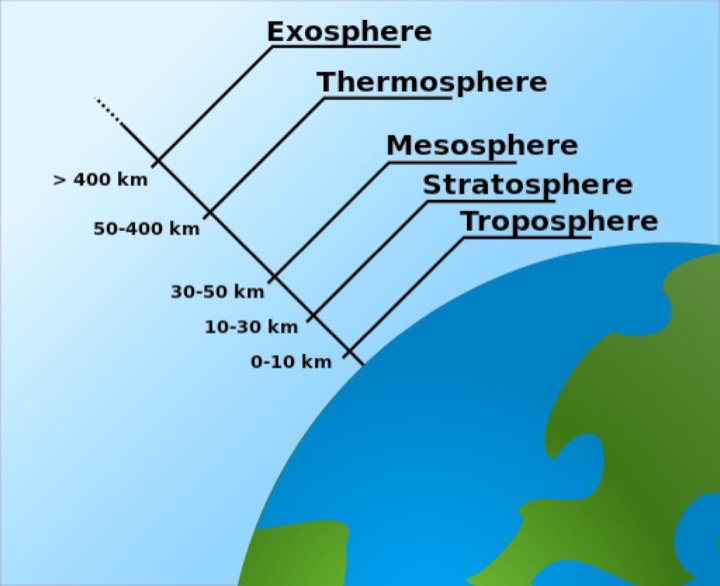 Exosphere
Thermosphere
Mesosphere
> 400 km
Stratosphere
Troposphere
50-400 km
30-50 km
10-30 km
0-10 km